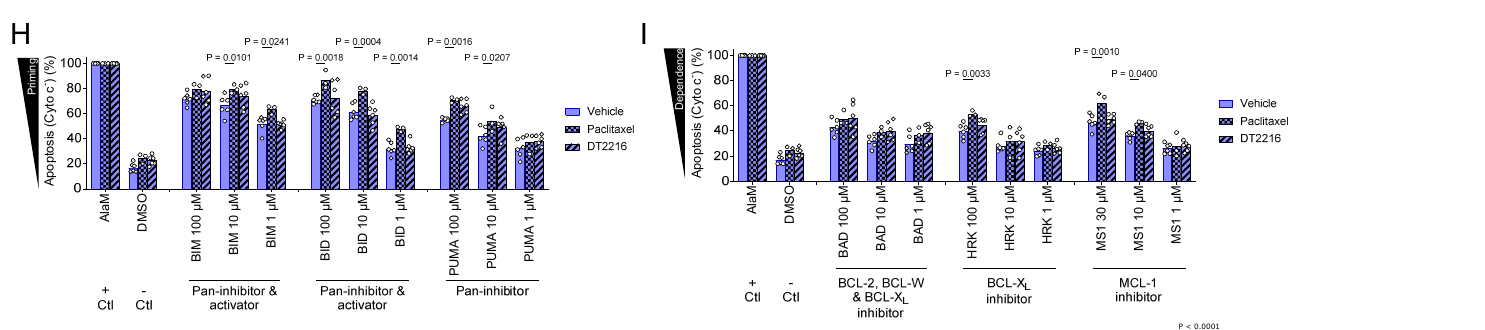 H
P = 0.0241
P = 0.0004
P = 0.0016
P = 0.0101
P = 0.0018
P = 0.0014
P = 0.0207
Priming
Apoptosis (Cyto c-) (%)
100
80
60
40
20
0
Vehicle
Paclitaxel
DT2216
AlaM
DMSO
BIM 100 µM
BIM 10 µM
BIM 1 µM
BID 100 µM
BID 10 µM
BID 1 µM
PUMA 100 µM
PUMA 10 µM
PUMA 1 µM
+
Ctl
-
Ctl
Pan-inhibitor &
activator
Pan-inhibitor &
activator
Pan-inhibitor
I
P = 0.0010
P = 0.0033
P = 0.0400
Dependence
Apoptosis (Cyto c-) (%)
100
80
60
40
20
0
Vehicle
Paclitaxel
DT2216
AlaM
DMSO
BAD 100 µM
BAD 10 µM
BAD 1 µM
HRK 100 µM
HRK 10 µM
HRK 1 µM
MS1 30 µM
MS1 10 µM
MS1 1 µM
+
Ctl
-
Ctl
BCL-2, BCL-W
& BCL-XL
inhibitor
BCL-XL
inhibitor
MCL-1
inhibitor
P < 0.0001